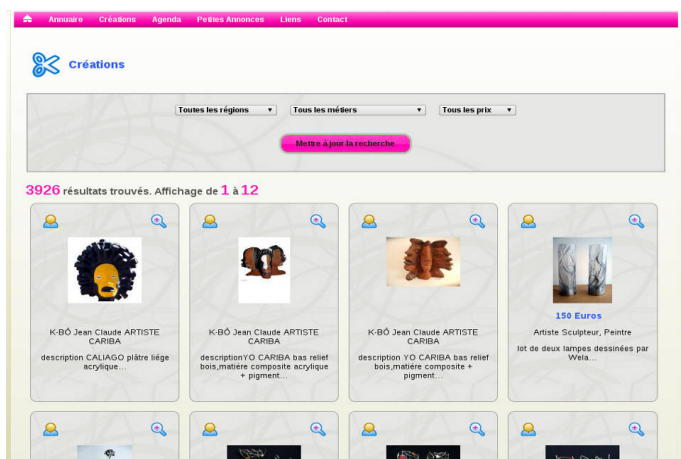 Annuaire Créations Agenda Petites Annonces Liens Contact
Créations
Toutes les régions Tous les métiers Tous les prix
Mettre à jour la recherche
3926 résultats trouvés. Affichage de 1 à 12
K-BÔ Jean Claude ARTISTE
CARIBA
description CALIAGO plâtre liége
acrylique...
K-BÔ Jean Claude ARTISTE
CARIBA
descriptionYO CARIBA bas relief
bois,matiére composite acrylique
+ pigment...
K-BÔ Jean Claude ARTISTE
CARIBA
description YO CARIBA bas relief
bois,matiére composite +
pigment...
150 Euros
Artiste Sculpteur, Peintre
lot de deux lampes dessinées par
Wela...